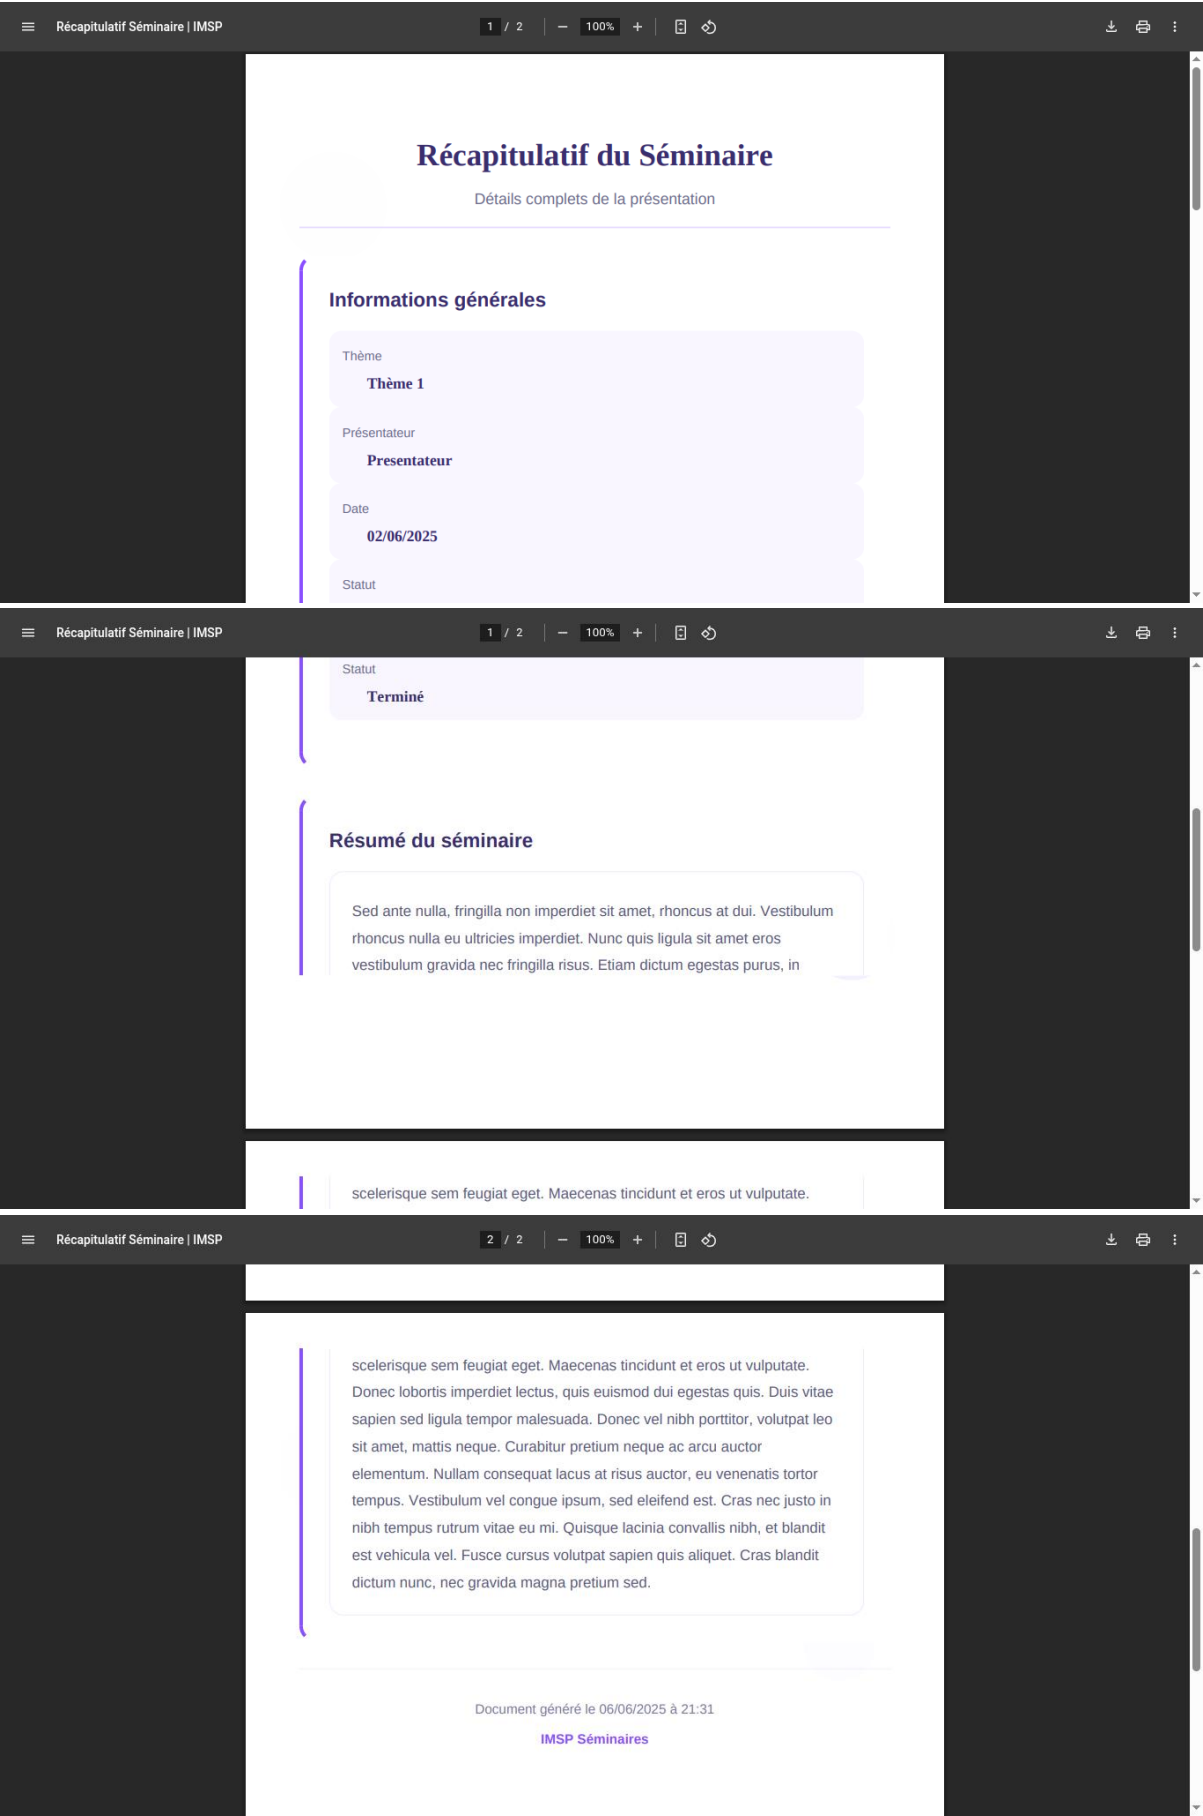 Récapitulatif Séminaire | IMSP
1 / 2
100%
Récapitulatif du Séminaire
Détails complets de la présentation
Informations générales
Thème
Thème 1
Présentateur
Presentateur
Date
02/06/2025
Statut
Récapitulatif Séminaire | IMSP
1 / 2
100%
Statut
Terminé
Résumé du séminaire
Sed ante nulla, fringilla non imperdiet sit amet, rhoncus at dui. Vestibulum
rhoncus nulla eu ultricies imperdiet. Nunc quis ligula sit amet eros
vestibulum gravida nec fringilla risus. Etiam dictum egestas purus, in
scelerisque sem feugiat eget. Maecenas tincidunt et eros ut vulputate.
Récapitulatif Séminaire | IMSP
2 / 2
100%
scelerisque sem feugiat eget. Maecenas tincidunt et eros ut vulputate.
Donec lobortis imperdiet lectus, quis euismod dui egestas quis. Duis vitae
sapien sed ligula tempor malesuada. Donec vel nibh porttitor, volutpat leo
sit amet, mattis neque. Curabitur pretium neque ac arcu auctor
elementum. Nullam consequat lacus at risus auctor, eu venenatis tortor
tempus. Vestibulum vel congue ipsum, sed eleifend est. Cras nec justo in
nibh tempus rutrum vitae eu mi. Quisque lacinia convallis nibh, et blandit
est vehicula vel. Fusce cursus volutpat sapien quis aliquet. Cras blandit
dictum nunc, nec gravida magna pretium sed.
Document généré le 06/06/2025 à 21:31
IMSP Séminaires